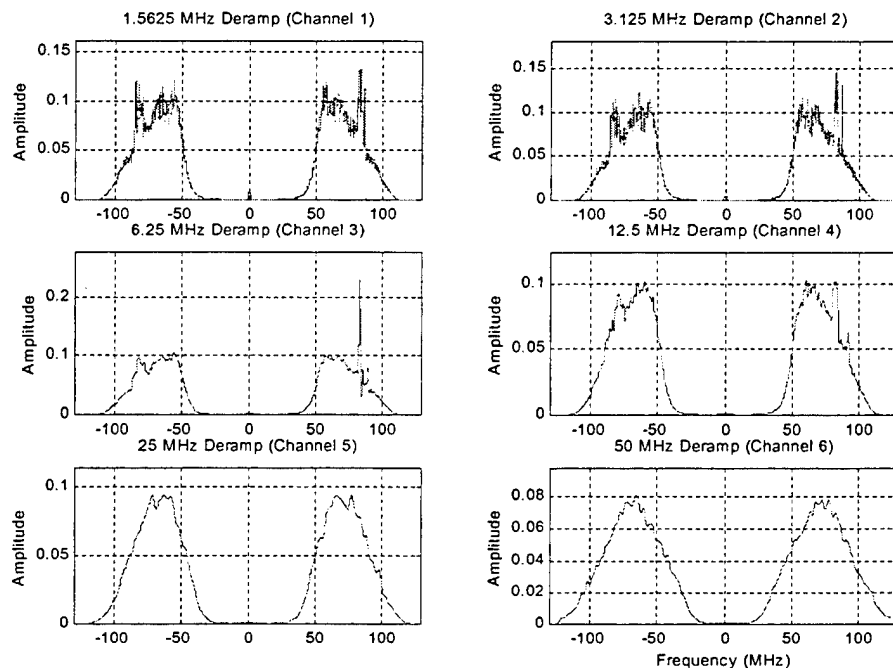 1.5625 MHz Deramp (Channel 1)
Amplitude
0.15
0.1
0.05
0
-100 -50 0 50 100
3.125 MHz Deramp (Channel 2)
Amplitude
0.15
0.1
0.05
0
-100 -50 0 50 100
6.25 MHz Deramp (Channel 3)
Amplitude
0.2
0.1
0
-100 -50 0 50 100
12.5 MHz Deramp (Channel 4)
Amplitude
0.1
0.05
0
-100 -50 0 50 100
25 MHz Deramp (Channel 5)
Amplitude
0.1
0.05
0
-100 -50 0 50 100
50 MHz Deramp (Channel 6)
Amplitude
0.08
0.06
0.04
0.02
0
-100 -50 0 50 100
Frequency (MHz)